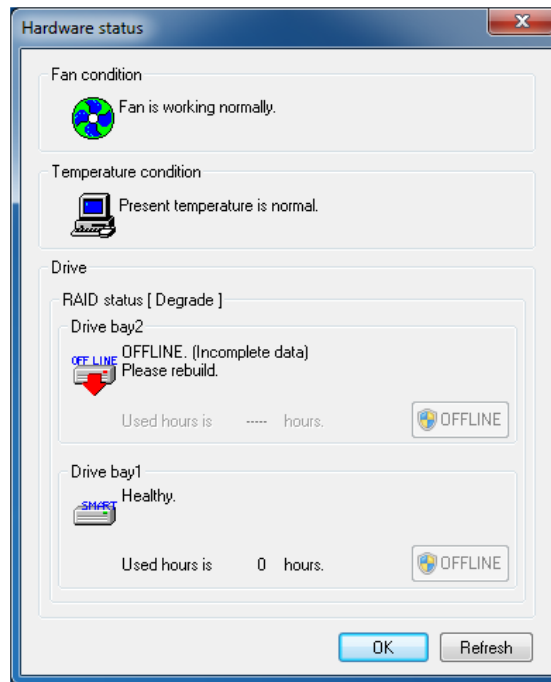 Hardware status
Fan condition
Fan is working normally.
Temperature condition
Present temperature is normal.
Drive
RAID status [ Degrade ]
Drive bay2
OFF LINE
OFFLINE. (Incomplete data)
Please rebuild.
Used hours is ----- hours.
OFFLINE
Drive bay1
SMART
Healthy.
Used hours is 0 hours.
OFFLINE
OK
Refresh